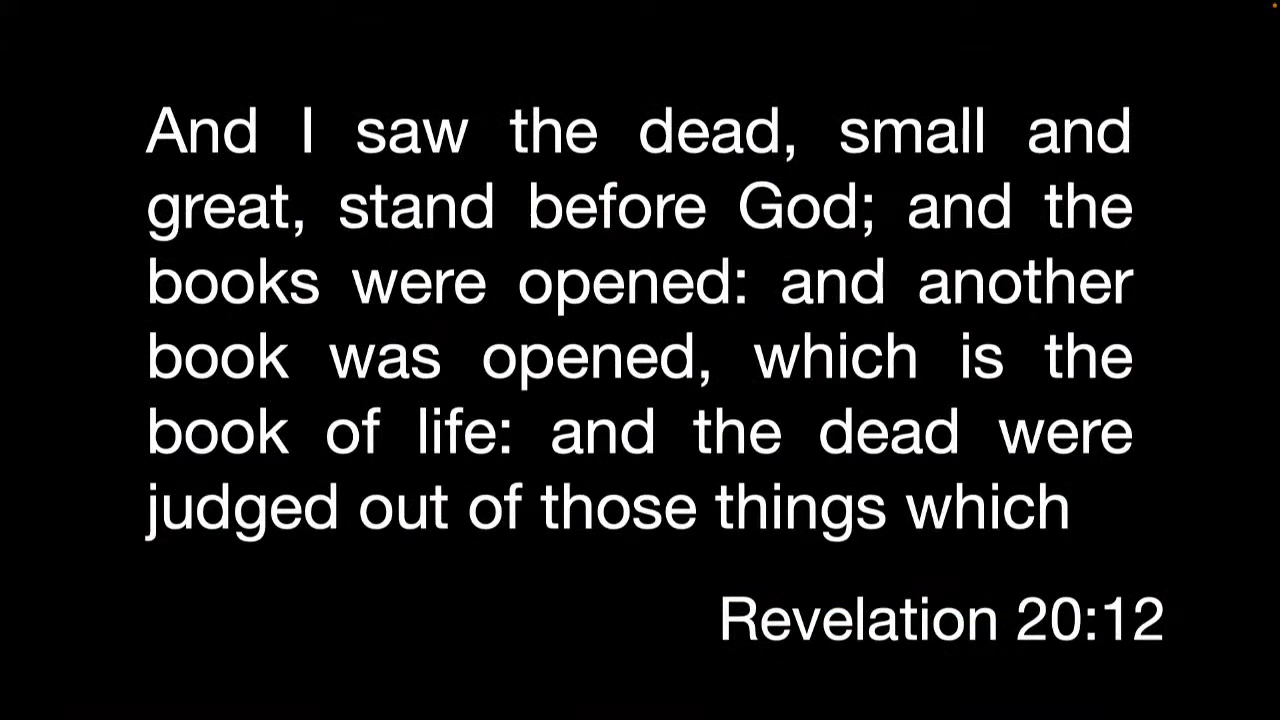 And I saw the dead, small and
great, stand before God; and the
books were opened: and another
book was opened, which is the
book of life: and the dead were
judged out of those things which
Revelation 20:12